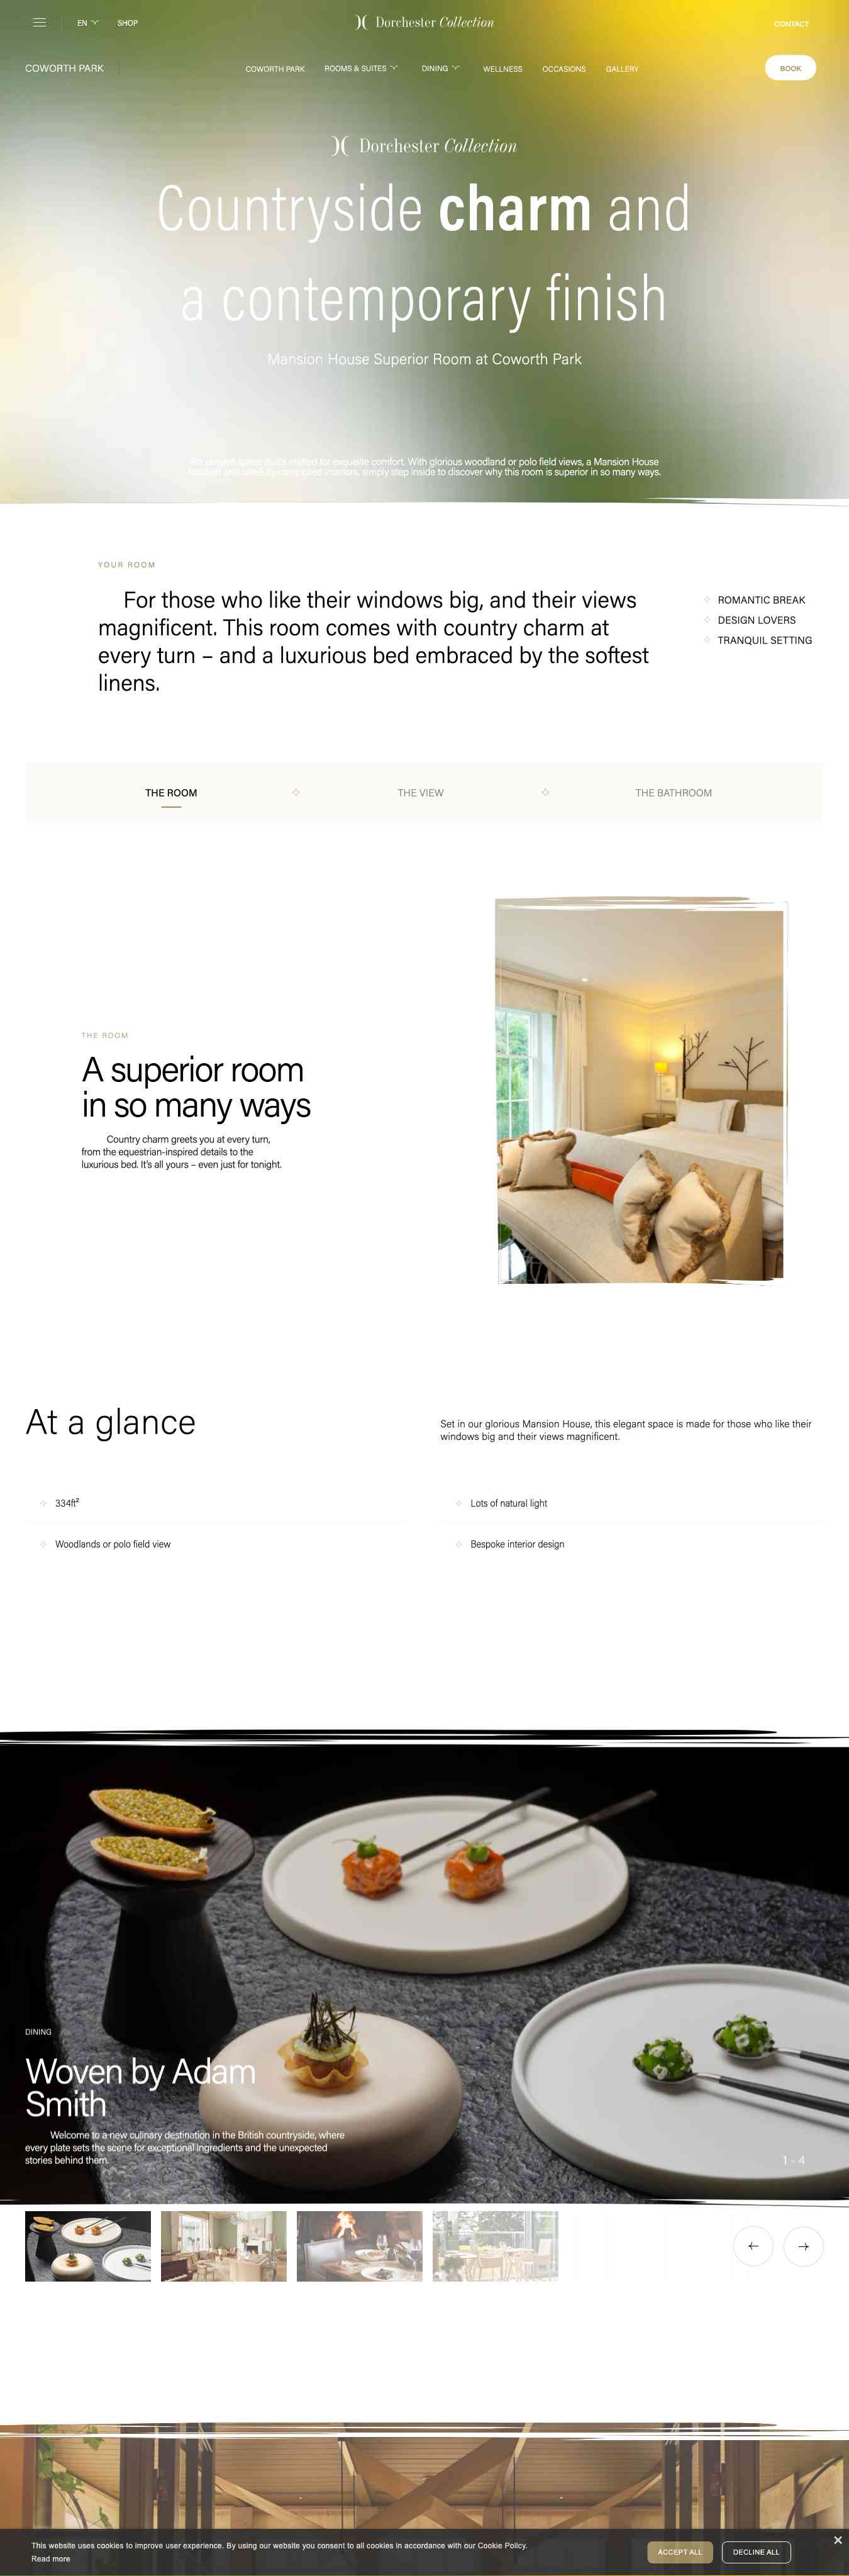 EN
SHOP
Dorchester Collection
CONTACT
COWORTH PARK
COWORTH PARK
ROOMS & SUITES
DINING
WELLNESS
OCCASIONS
GALLERY
BOOK
Dorchester Collection
Countryside charm and
a contemporary finish
Mansion House Superior Room at Coworth Park
for exquisite comfort. With glorious woodland or polo field views, a Mansion House
interiors, simply step inside to discover why this room is superior in so many ways.
YOUR ROOM
For those who like their windows big, and their views
magnificent. This room comes with country charm at
every turn – and a luxurious bed embraced by the softest
linens.
ROMANTIC BREAK
DESIGN LOVERS
TRANQUIL SETTING
THE ROOM
THE VIEW
THE BATHROOM
THE ROOM
A superior room
in so many ways
Country charm greets you at every turn,
from the equestrian-inspired details to the
luxurious bed. It's all yours – even just for tonight.
At a glance
Set in our glorious Mansion House, this elegant space is made for those who like their
windows big and their views magnificent.
334ft²
Lots of natural light
Woodlands or polo field view
Bespoke interior design
DINING
Woven by Adam
Smith
Welcome to a new culinary destination in the British countryside, where
every plate sets the scene for exceptional ingredients and the unexpected
stories behind them.
1 - 4
This website uses cookies to improve user experience. By using our website you consent to all cookies in accordance with our Cookie Policy.
Read more
ACCEPT ALL
DECLINE ALL